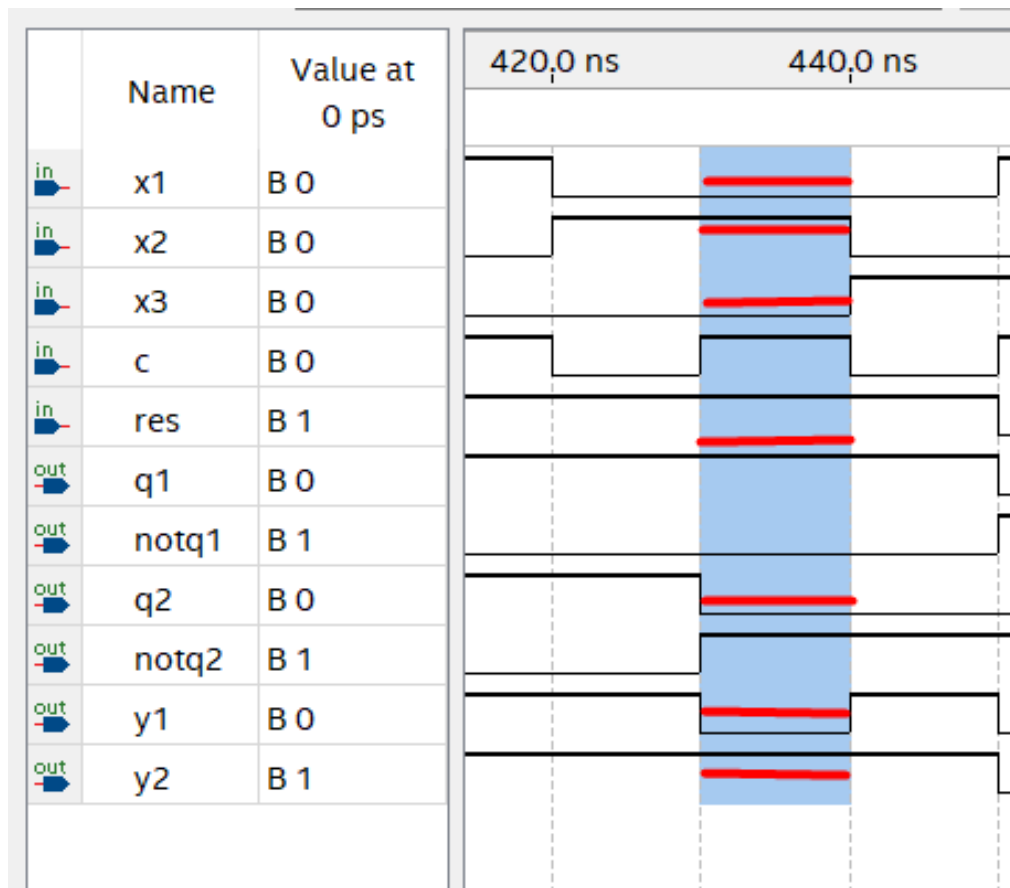 Name
Value at
0 ps
420.0 ns
440.0 ns
in x1 B 0
in x2 B 0
in x3 B 0
in c B 0
in res B 1
out q1 B 0
out notq1 B 1
out q2 B 0
out notq2 B 1
out y1 B 0
out y2 B 1